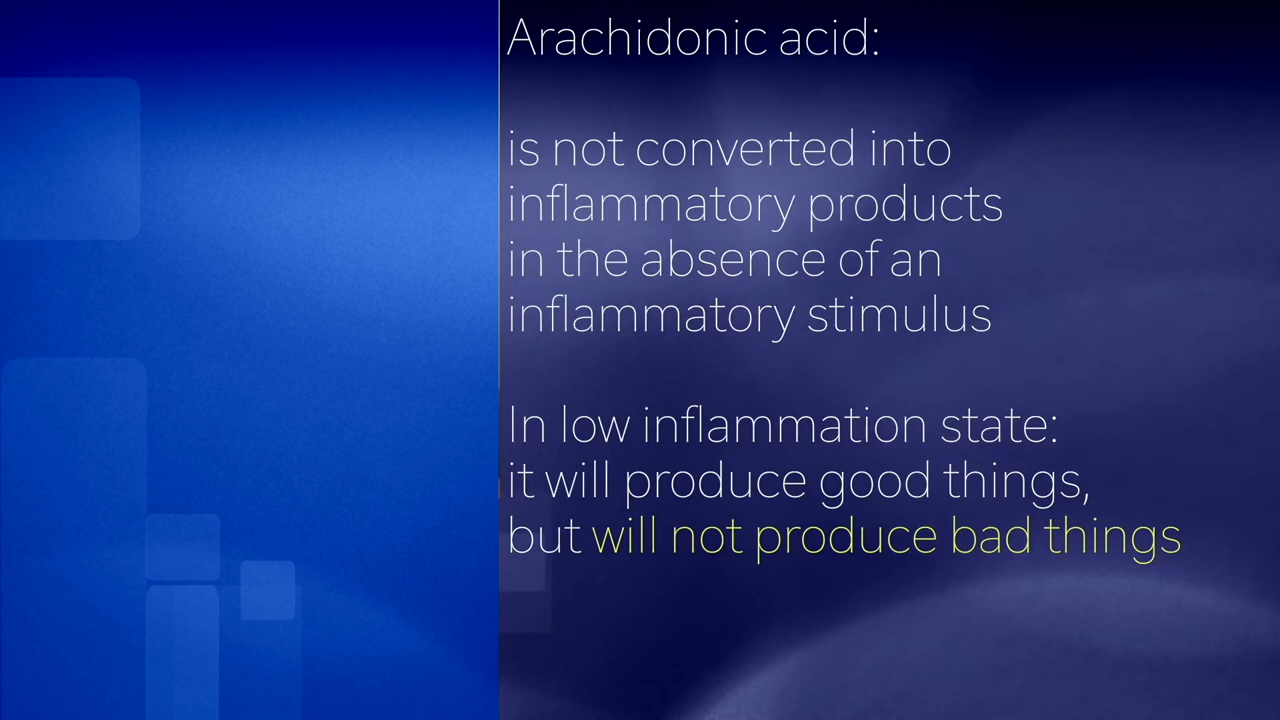 Arachidonic acid:
is not converted into
inflammatory products
in the absence of an
inflammatory stimulus
In low inflammation state:
it will produce good things,
but will not produce bad things